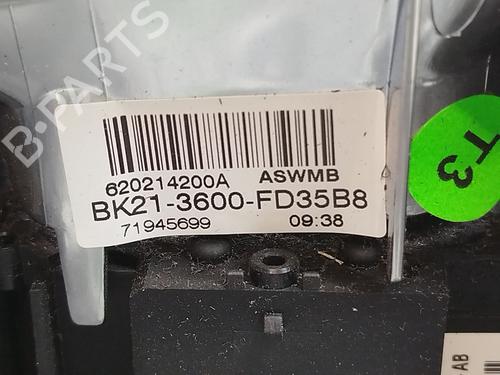 B-PARTS
620214200A ASWMB
BK21-3600-FD35B8
71945699 09:38
T3
-AB